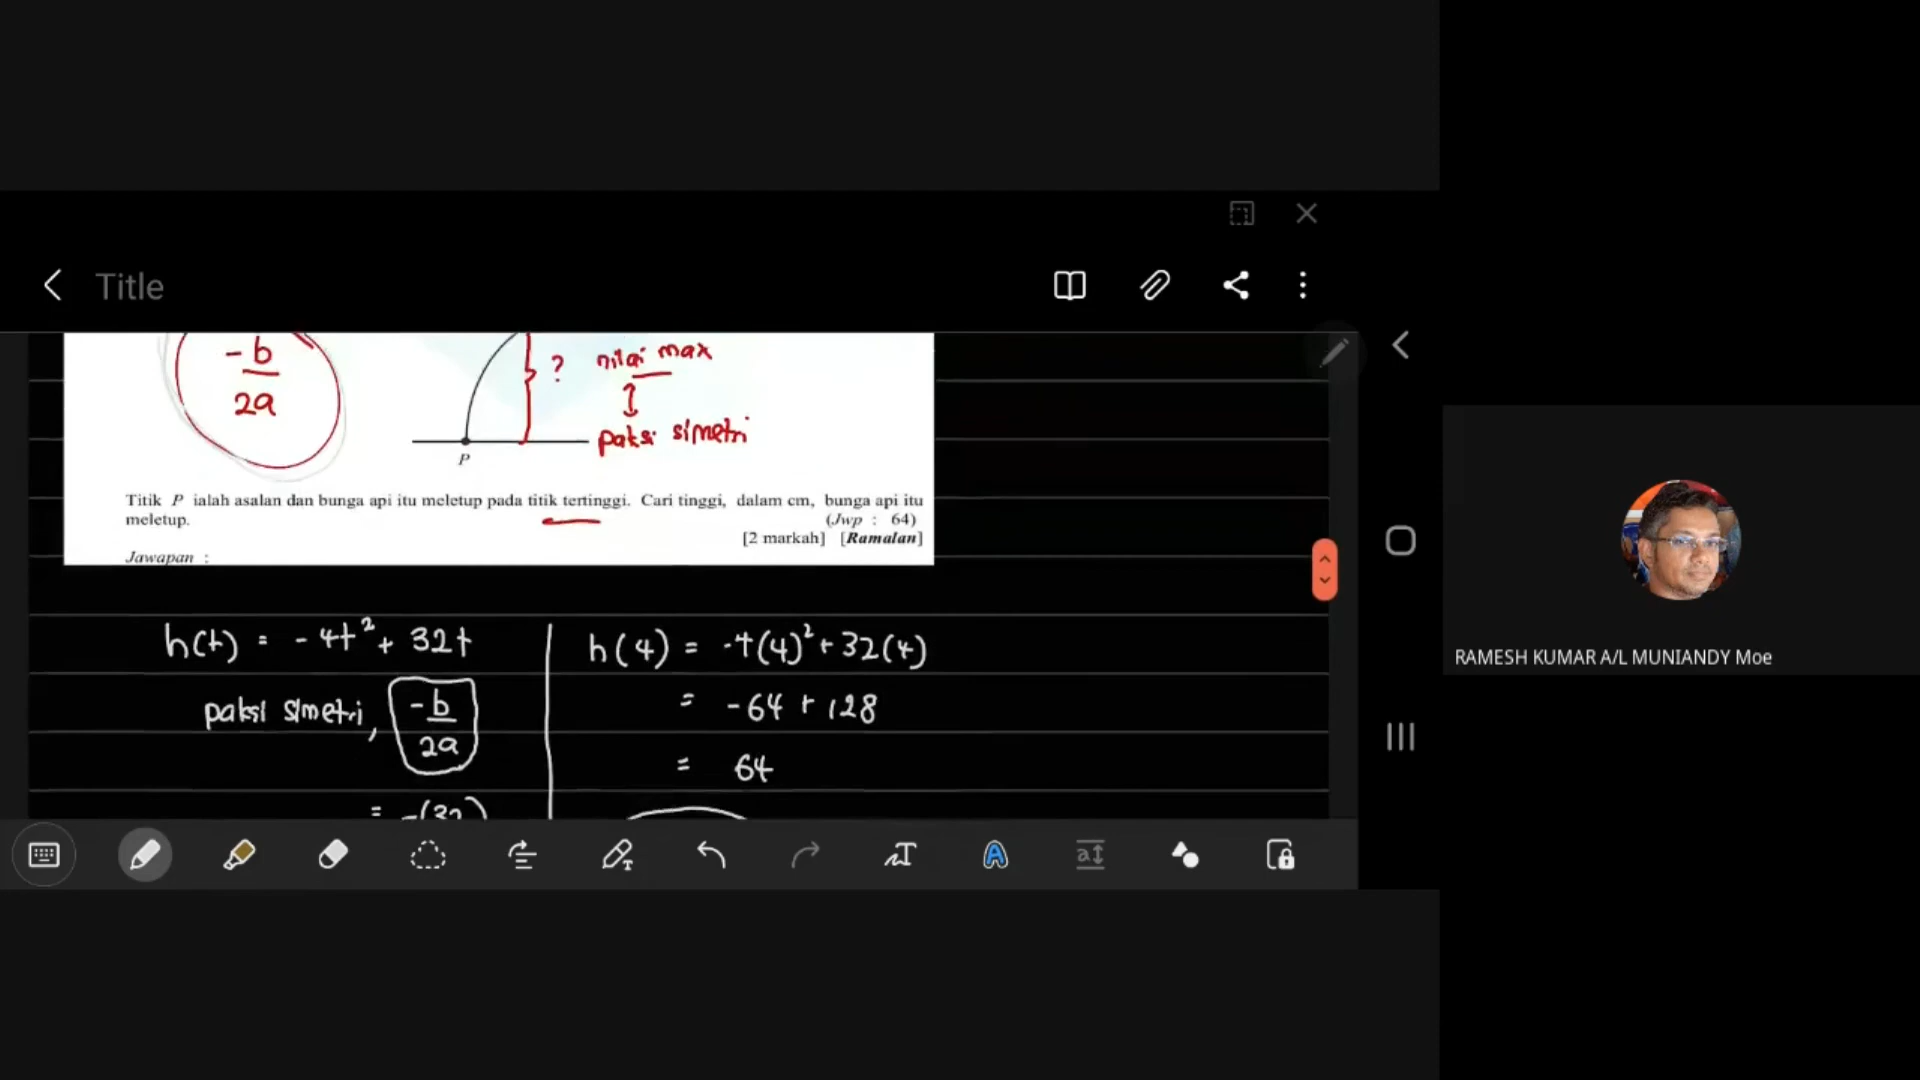 Title
-b
2a
? nilai max
paksi simetri
P
Titik P ialah asalan dan bunga api itu meletup pada titik tertinggi. Cari tinggi, dalam cm, bunga api itu
meletup. (Jwp : 64)
[2 markah] [Ramalan]
Jawapan :
h(t) = -4t² + 32t
paksi simetri, -b
2a
= -(32)
h(4) = -4(4)² + 32(4)
= -64 + 128
= 64
RAMESH KUMAR A/L MUNIANDY Moe